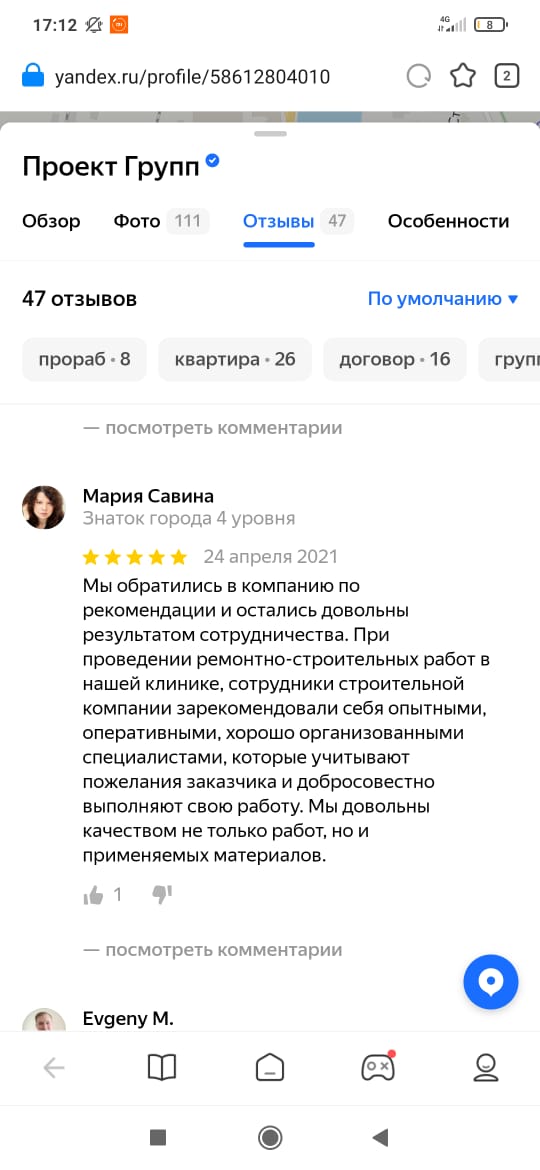 17:12
4G
8
yandex.ru/profile/58612804010
2
Проект Групп
Обзор Фото 111 Отзывы 47 Особенности
47 отзывов
По умолчанию ▾
прораб • 8 квартира • 26 договор • 16 груп
— посмотреть комментарии
Мария Савина
Знаток города 4 уровня
24 апреля 2021
Мы обратились в компанию по
рекомендации и остались довольны
результатом сотрудничества. При
проведении ремонтно-строительных работ в
нашей клинике, сотрудники строительной
компании зарекомендовали себя опытными,
оперативными, хорошо организованными
специалистами, которые учитывают
пожелания заказчика и добросовестно
выполняют свою работу. Мы довольны
качеством не только работ, но и
применяемых материалов.
1
— посмотреть комментарии
Evgeny M.